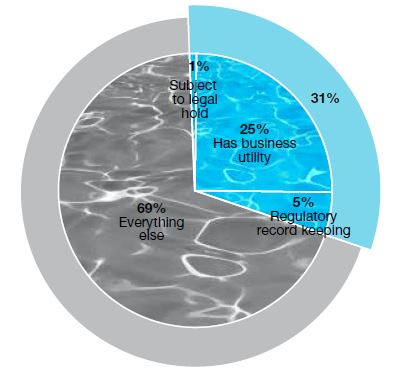 1%
Subject
to legal
hold
31%
25%
Has business
utility
5%
Regulatory
record keeping
69%
Everything
else